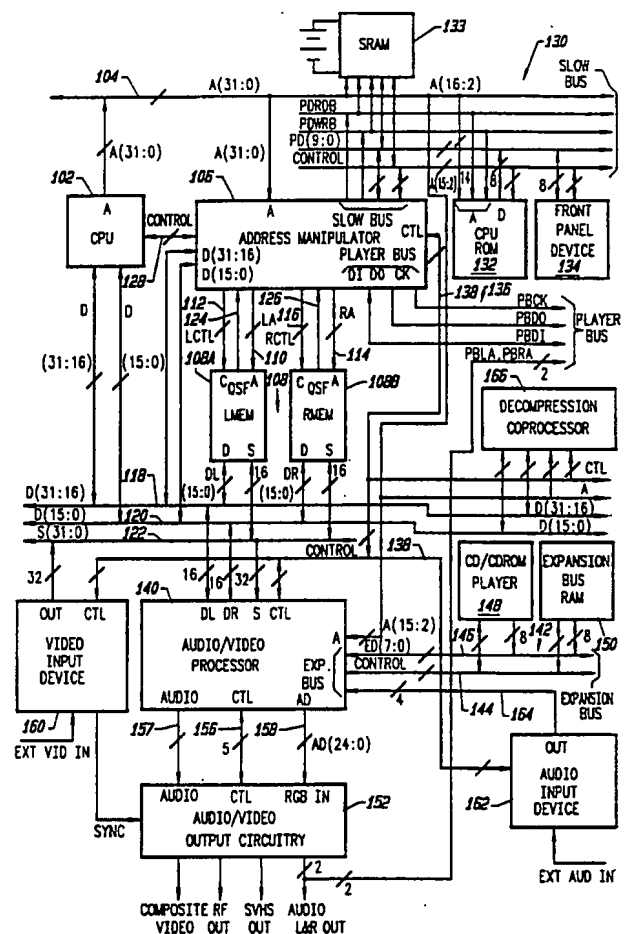 SRAM
133
130
SLOW
BUS
104
A(31:0)
A(16:2)
PDRDB
PDWRB
PD(9:0)
CONTROL
A(31:0)
A(31:0)
A(15:2)
14
8
8
102
106
A
CPU
CONTROL
128
A
SLOW BUS
ADDRESS MANIPULATOR
CTL
PLAYER BUS
DI DO CK
D(31:16)
D(15:0)
A D
CPU
ROM
132
FRONT
PANEL
DEVICE
134
138
136
D
D
112
124
LCTL
LA
110
126
116
RCTL
RA
114
PBCK
PBDO
PBDI
PBLA, PBRA
2
PLAYER
BUS
(31:16)
(15:0)
108A
108
108B
C QSF A
LMEM
D S
C QSF A
RMEM
D S
166
DECOMPRESSION
COPROCESSOR
118
DL
(15:0)
16
DR
(15:0)
16
CTL
A
D(31:16)
D(15:0)
D(31:16)
D(15:0)
120
S(31:0)
122
CONTROL
138
32
16
16
32
140
OUT CTL
VIDEO
INPUT
DEVICE
160
EXT VID IN
DL DR S CTL
AUDIO/VIDEO
PROCESSOR
A
EXP.
BUS
AUDIO CTL AD
A(15:2)
ED(7:0)
CONTROL
CD/CDROM
PLAYER
148
EXPANSION
BUS
RAM
150
146
8
142
8
144
164
4
EXPANSION
BUS
157
156
5
158
AD(24:0)
SYNC
AUDIO CTL RGB IN
AUDIO/VIDEO
OUTPUT CIRCUITRY
152
OUT
AUDIO
INPUT
DEVICE
162
EXT AUD IN
2
2
COMPOSITE
VIDEO
RF
OUT
SVHS
OUT
AUDIO
L&R OUT